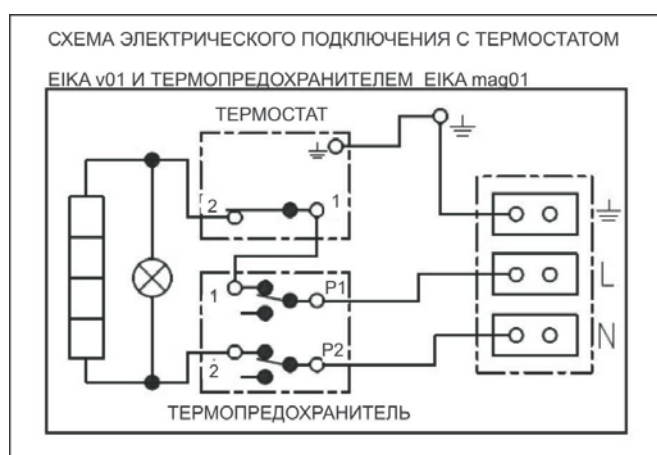 СХЕМА ЭЛЕКТРИЧЕСКОГО ПОДКЛЮЧЕНИЯ С ТЕРМОСТАТОМ
EIKA v01 И ТЕРМОПРЕДОХРАНИТЕЛЕМ EIKA mag01
ТЕРМОСТАТ
2 1
1 P1
L
2 P2
N
ТЕРМОПРЕДОХРАНИТЕЛЬ